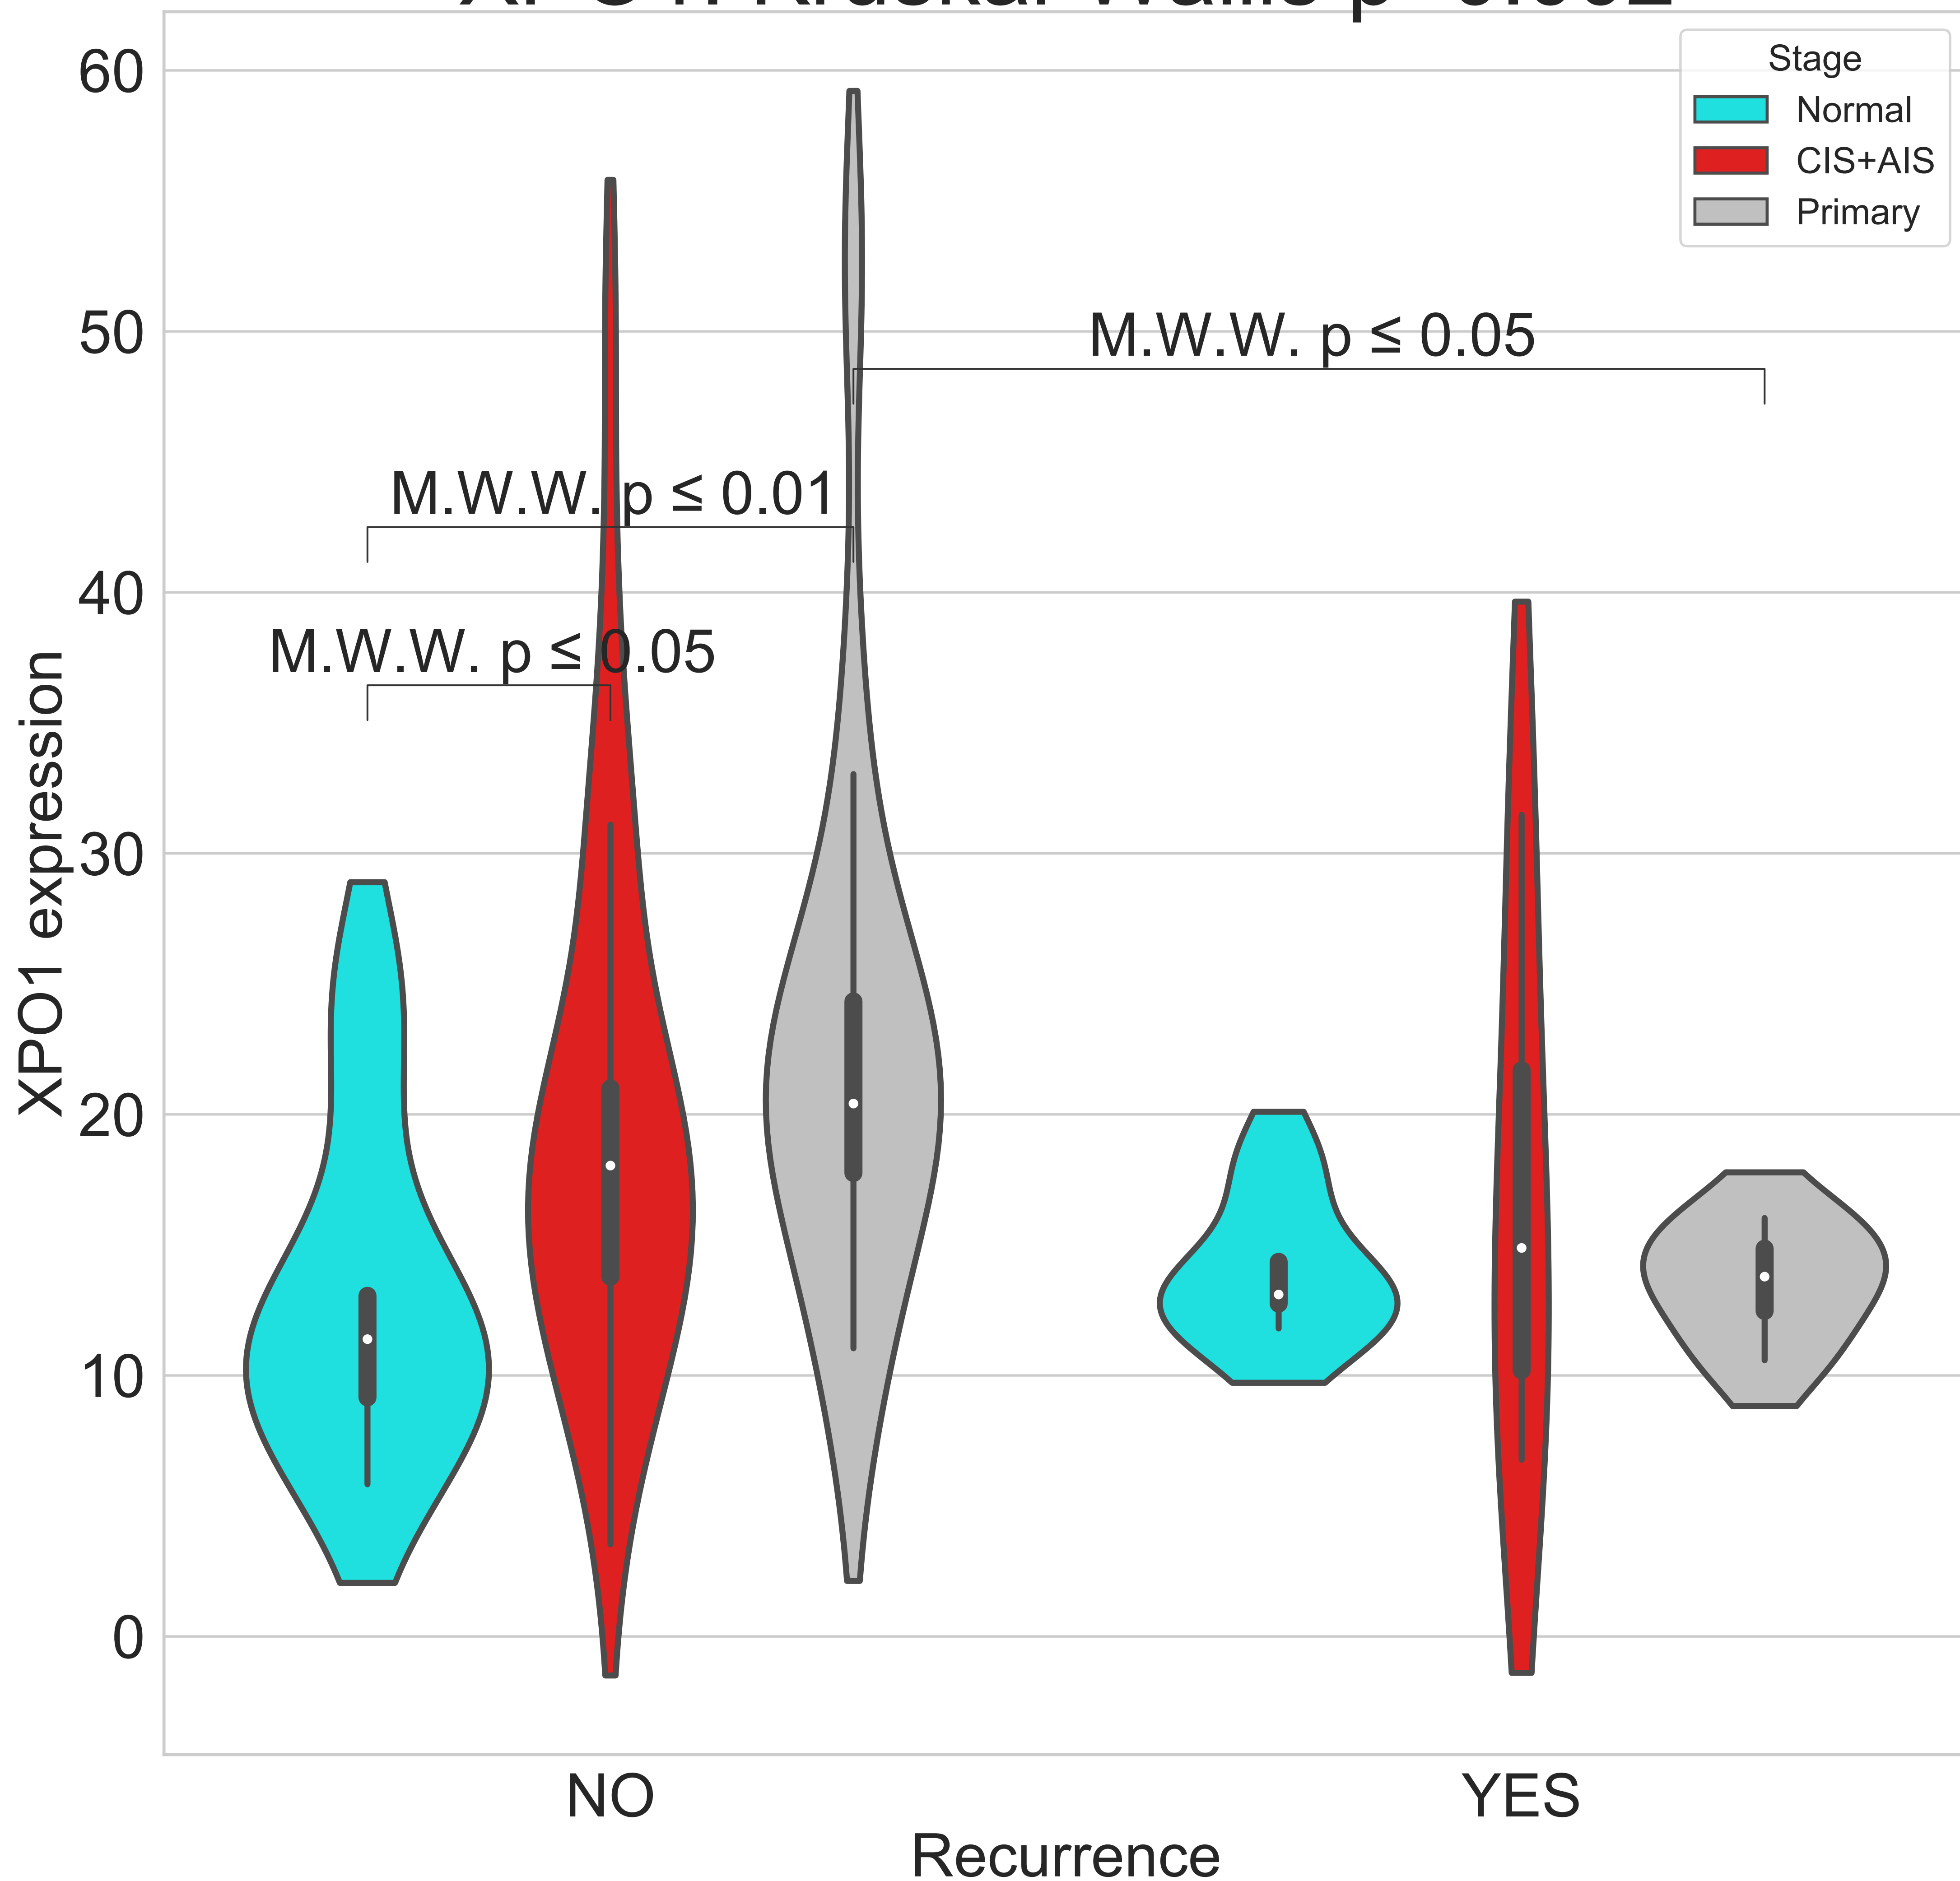 60
50
40
30
20
10
0
XPO1 expression
Stage
Normal
CIS+AIS
Primary
M.W.W. p ≤ 0.05
M.W.W. p ≤ 0.01
M.W.W. p ≤ 0.05
NO
YES
Recurrence